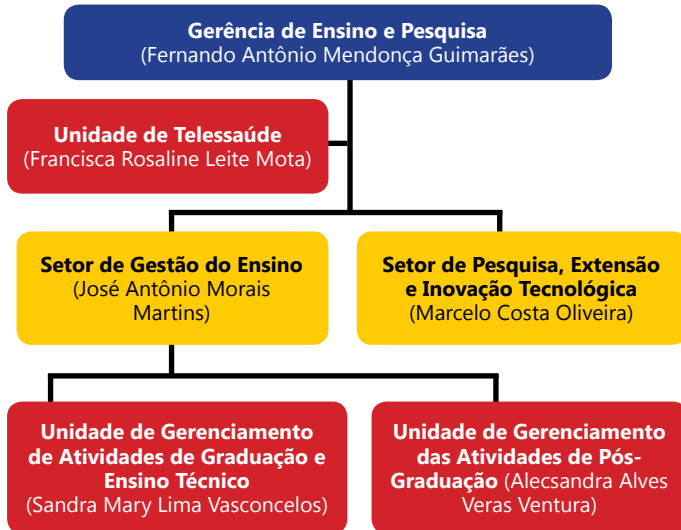 Gerência de Ensino e Pesquisa
(Fernando Antônio Mendonça Guimarães)
Unidade de Telessaúde
(Francisca Rosaline Leite Mota)
Setor de Gestão do Ensino
(José Antônio Morais
Martins)
Setor de Pesquisa, Extensão
e Inovação Tecnológica
(Marcelo Costa Oliveira)
Unidade de Gerenciamento
de Atividades de Graduação e
Ensino Técnico
(Sandra Mary Lima Vasconcelos)
Unidade de Gerenciamento
das Atividades de Pós-
Graduação (Alecsandra Alves
Veras Ventura)